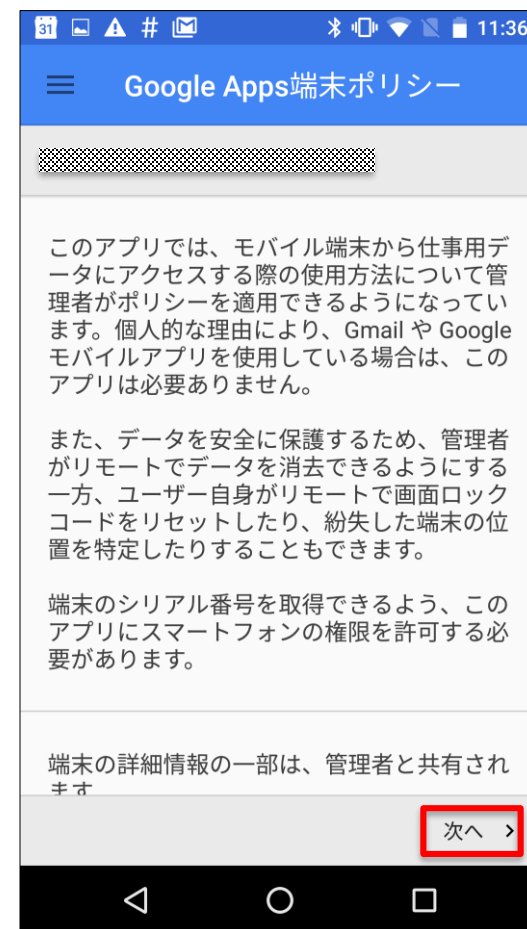 31 # 11:36
Google Apps端末ポリシー
このアプリでは、モバイル端末から仕事用デ
ータにアクセスする際の使用方法について管
理者がポリシーを適用できるようになってい
ます。個人的な理由により、Gmail や Google
モバイルアプリを使用している場合は、この
アプリは必要ありません。
また、データを安全に保護するため、管理者
がリモートでデータを消去できるようにする
一方、ユーザー自身がリモートで画面ロック
コードをリセットしたり、紛失した端末の位
置を特定したりすることもできます。
端末のシリアル番号を取得できるよう、この
アプリにスマートフォンの権限を許可する必
要があります。
端末の詳細情報の一部は、管理者と共有され
ます
次へ